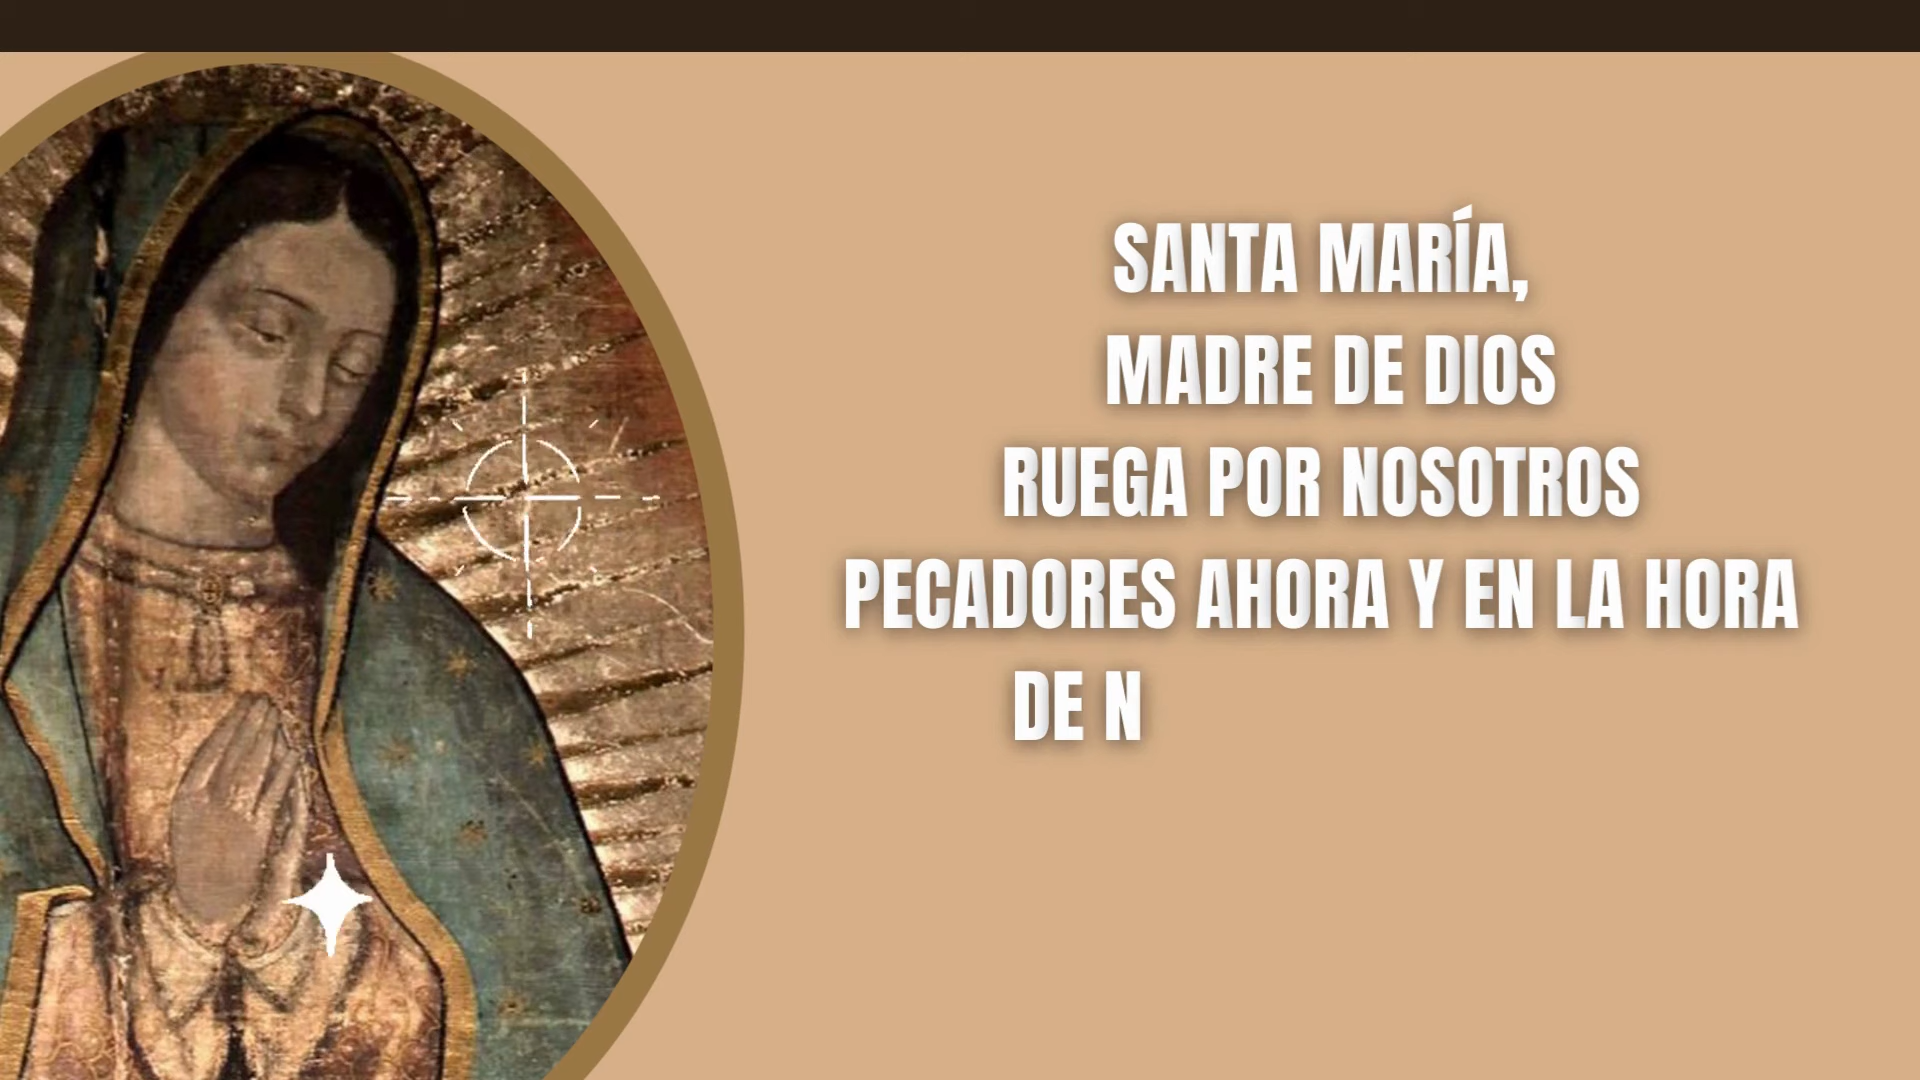 SANTA MARÍA,
MADRE DE DIOS
RUEGA POR NOSOTROS
PECADORES AHORA Y EN LA HORA
DE N